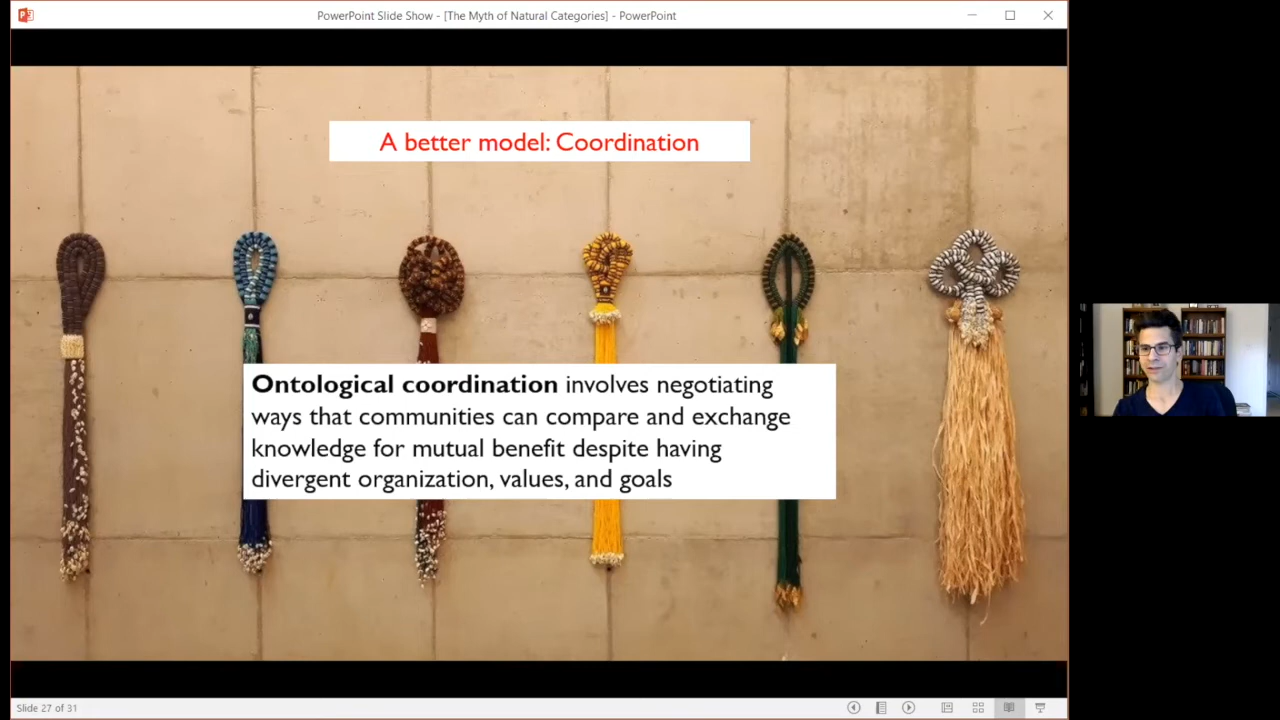 PowerPoint Slide Show - [The Myth of Natural Categories] - PowerPoint
A better model: Coordination
Ontological coordination involves negotiating
ways that communities can compare and exchange
knowledge for mutual benefit despite having
divergent organization, values, and goals
Slide 27 of 31